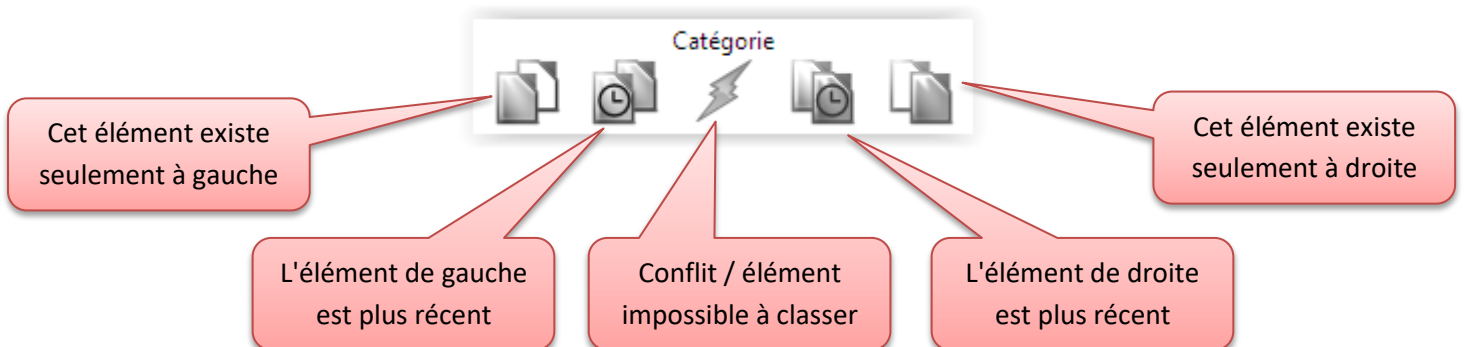 Catégorie
Cet élément existe
seulement à gauche
Cet élément existe
seulement à droite
L'élément de gauche
est plus récent
Conflit / élément
impossible à classer
L'élément de droite
est plus récent